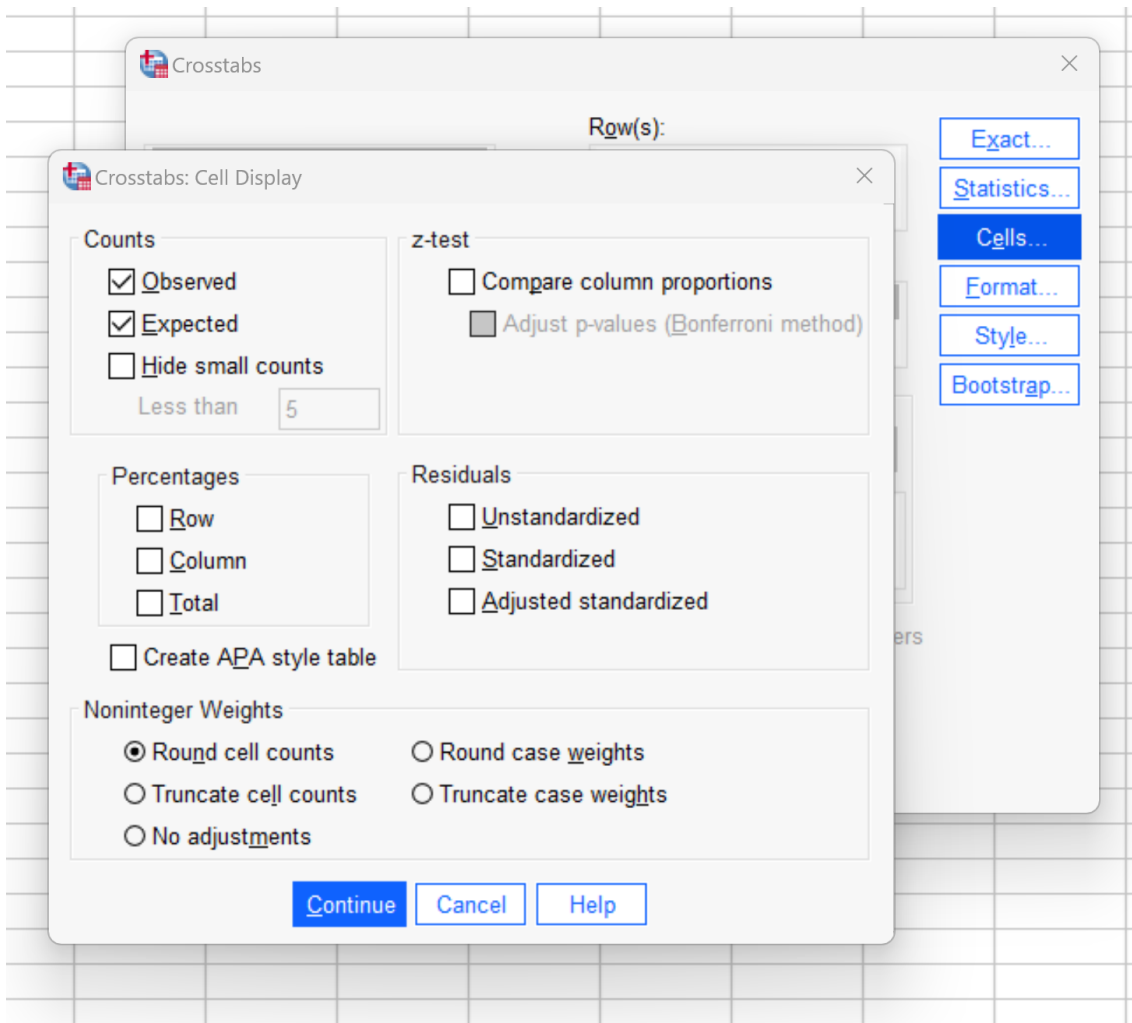 Crosstabs
Row(s):
Exact...
Statistics...
Cells...
Format...
Style...
Bootstrap...
Crosstabs: Cell Display
Counts
Observed
Expected
Hide small counts
Less than 5
z-test
Compare column proportions
Adjust p-values (Bonferroni method)
Percentages
Row
Column
Total
Residuals
Unstandardized
Standardized
Adjusted standardized
Create APA style table
Noninteger Weights
Round cell counts
Round case weights
Truncate cell counts
Truncate case weights
No adjustments
Continue
Cancel
Help